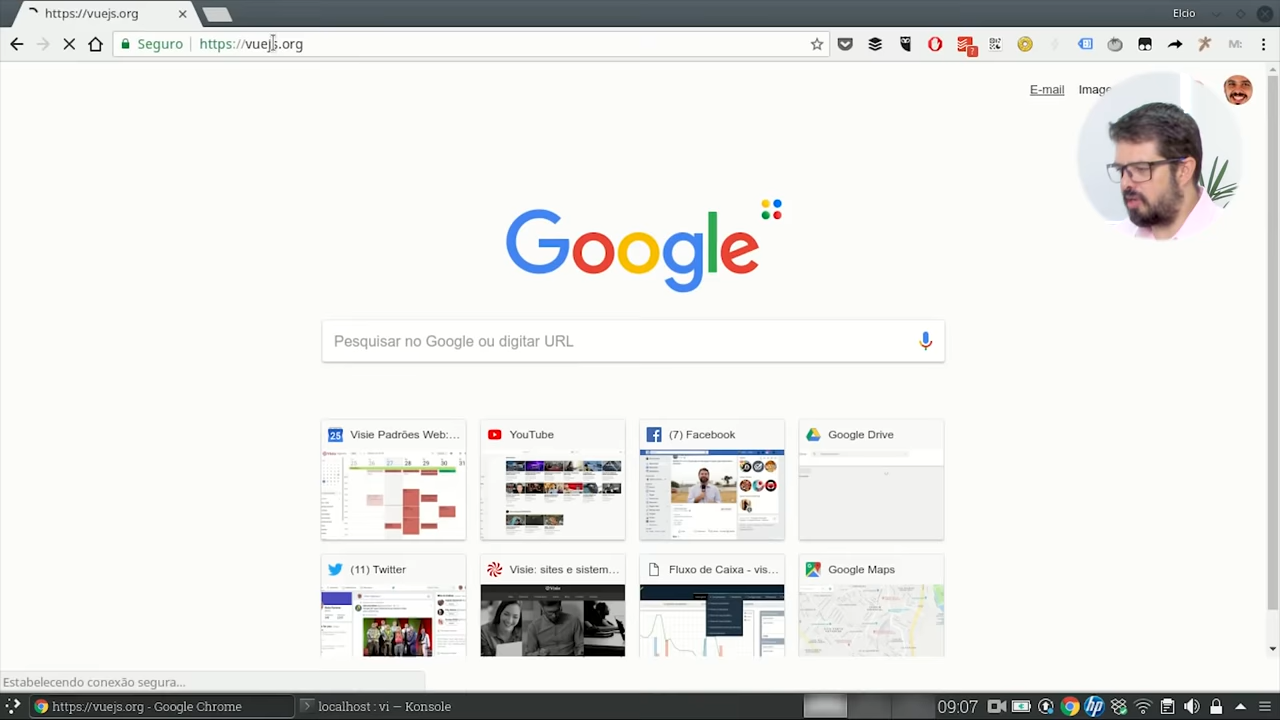 https://vuejs.org
Elcio
Seguro
https://vuejs.org
M:
E-mail
Google
Pesquisar no Google ou digitar URL
25 Visie Padrões Web:...
YouTube
(7) Facebook
Google Drive
(11) Twitter
Visie: sites e sistem...
Fluxo de Caixa - vis...
Google Maps
Estabelecendo conexão segura...
https://vuejs.org - Google Chrome
localhost : vi — Konsole
09:07